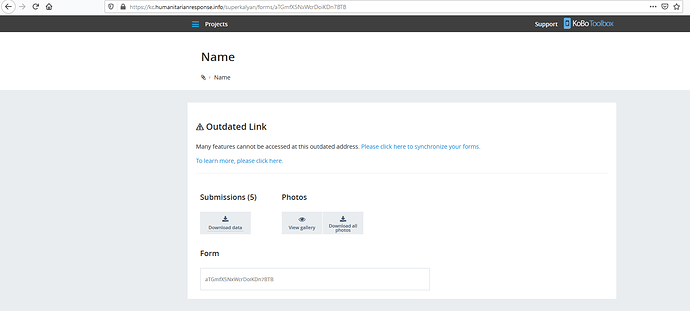 https://kc.humanitarianresponse.info/superkalyan/forms/aTGmfX5NxWcrDoiKDn7BTB
Projects
Support
KoBoToolbox
Name
Name
Outdated Link
Many features cannot be accessed at this outdated address. Please click here to synchronize your forms
To learn more, please click here.
Submissions (5)
Photos
Download data
View gallery
Download all
photos
Form
aTGmfX5NxWcrDoiKDn7BTB